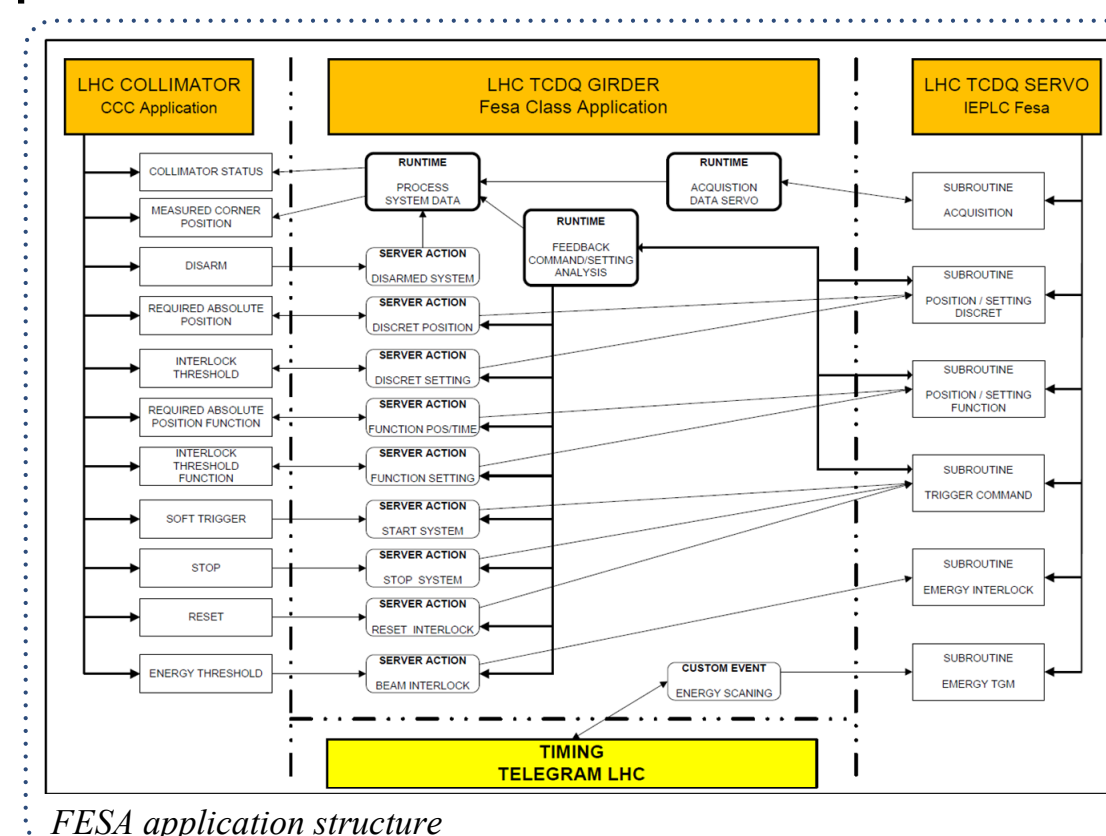 LHC COLLIMATOR
CCC Application
LHC TCDQ GIRDER
Fesa Class Application
LHC TCDQ SERVO
IEPLC Fesa
COLLIMATOR STATUS
MEASURED CORNER
POSITION
DISARM
REQUIRED ABSOLUTE
POSITION
INTERLOCK
THRESHOLD
REQUIRED ABSOLUTE
POSITION FUNCTION
INTERLOCK
THRESHOLD
FUNCTION
SOFT TRIGGER
STOP
RESET
ENERGY THRESHOLD
RUNTIME
PROCESS
SYSTEM DATA
RUNTIME
ACQUISTION
DATA SERVO
RUNTIME
FEEDBACK
COMMAND/SETTING
ANALYSIS
SERVER ACTION
DISARMED SYSTEM
SERVER ACTION
DISCRET POSITION
SERVER ACTION
DISCRET SETTING
SERVER ACTION
FUNCTION POS/TIME
SERVER ACTION
FUNCTION SETTING
SERVER ACTION
START SYSTEM
SERVER ACTION
STOP SYSTEM
SERVER ACTION
RESET INTERLOCK
SERVER ACTION
BEAM INTERLOCK
CUSTOM EVENT
ENERGY SCANING
SUBROUTINE
ACQUISITION
SUBROUTINE
POSITION / SETTING
DISCRET
SUBROUTINE
POSITION / SETTING
FUNCTION
SUBROUTINE
TRIGGER COMMAND
SUBROUTINE
EMERGY INTERLOCK
SUBROUTINE
EMERGY TGM
TIMING
TELEGRAM LHC
FESA application structure